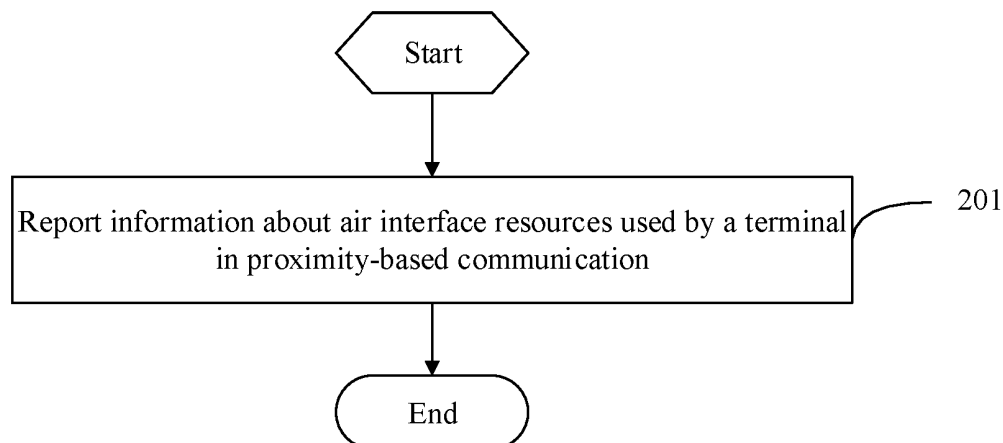 Start
Report information about air interface resources used by a terminal
in proximity-based communication
201
End